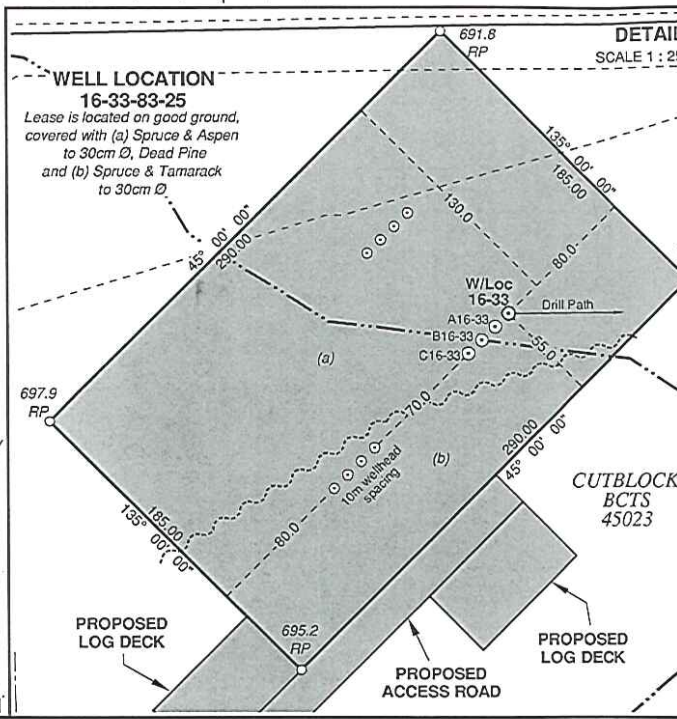 691.8
RP
DETAIL
SCALE 1 : 25
WELL LOCATION
16-33-83-25
Lease is located on good ground,
covered with (a) Spruce & Aspen
to 30cm Ø, Dead Pine
and (b) Spruce & Tamarack
to 30cm Ø
135° 00' 00"
185.00
130.0
80.0
45° 00' 00"
290.00
W/Loc
16-33
Drill Path
A16-33
B16-33
C16-33
55.0
(a)
697.9
RP
70.0
(b)
10m wellhead
spacing
290.00
45° 00' 00"
80.0
185.00
135° 00' 00"
CUTBLOCK
BCTS
45023
695.2
RP
PROPOSED
LOG DECK
PROPOSED
ACCESS ROAD
PROPOSED
LOG DECK